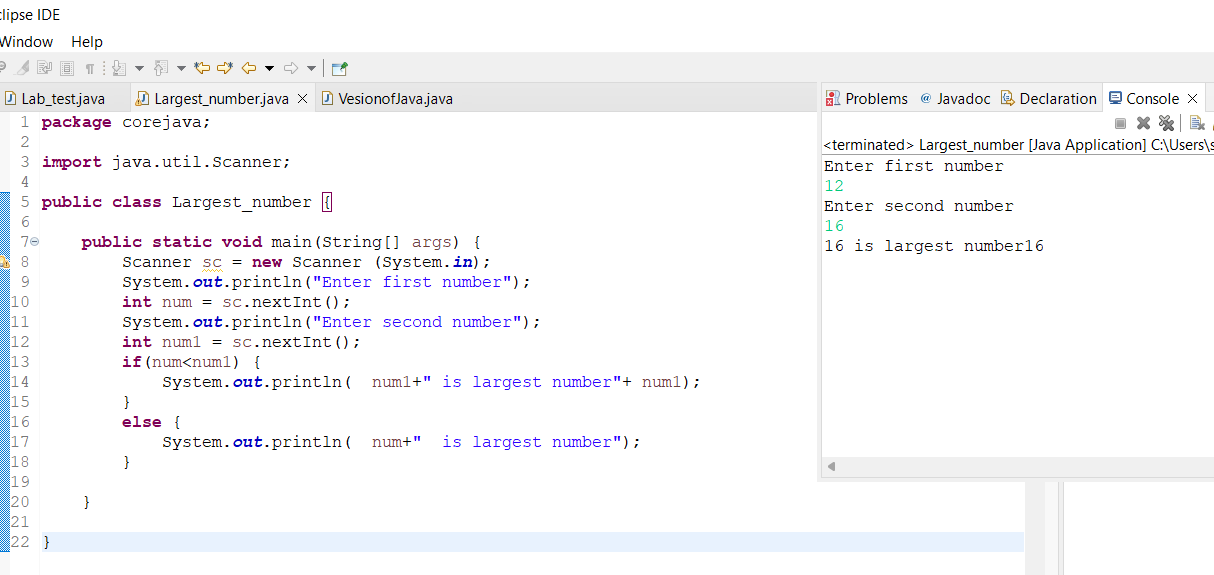 clipse IDE
Window Help
Lab_test.java Largest_number.java VesionofJava.java
1 package corejava;
2
3 import java.util.Scanner;
4
5 public class Largest_number {
6
7 public static void main(String[] args) {
8 Scanner sc = new Scanner (System.in);
9 System.out.println("Enter first number");
10 int num = sc.nextInt();
11 System.out.println("Enter second number");
12 int num1 = sc.nextInt();
13 if(num<num1) {
14 System.out.println(  num1+" is largest number"+ num1);
15 }
16 else {
17 System.out.println(  num+"  is largest number");
18 }
19
20 }
21
22 }
Problems @ Javadoc Declaration Console
<terminated> Largest_number [Java Application] C:\Users\s
Enter first number
12
Enter second number
16
16 is largest number16